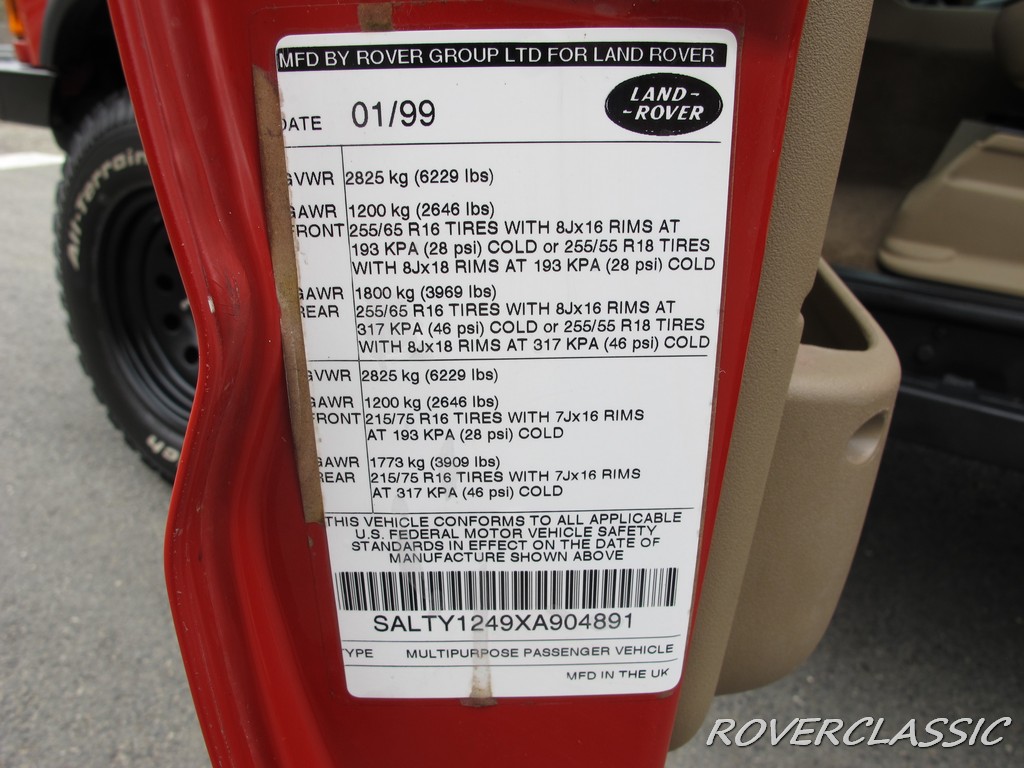 MFD BY ROVER GROUP LTD FOR LAND ROVER
DATE 01/99
LAND-
-ROVER
GVWR 2825 kg (6229 lbs)
GAWR 1200 kg (2646 lbs)
FRONT 255/65 R16 TIRES WITH 8Jx16 RIMS AT
193 KPA (28 psi) COLD or 255/55 R18 TIRES
WITH 8Jx18 RIMS AT 193 KPA (28 psi) COLD
GAWR 1800 kg (3969 lbs)
REAR 255/65 R16 TIRES WITH 8Jx16 RIMS AT
317 KPA (46 psi) COLD or 255/55 R18 TIRES
WITH 8Jx18 RIMS AT 317 KPA (46 psi) COLD
GVWR 2825 kg (6229 lbs)
GAWR 1200 kg (2646 lbs)
FRONT 215/75 R16 TIRES WITH 7Jx16 RIMS
AT 193 KPA (28 psi) COLD
GAWR 1773 kg (3909 lbs)
REAR 215/75 R16 TIRES WITH 7Jx16 RIMS
AT 317 KPA (46 psi) COLD
THIS VEHICLE CONFORMS TO ALL APPLICABLE
U.S. FEDERAL MOTOR VEHICLE SAFETY
STANDARDS IN EFFECT ON THE DATE OF
MANUFACTURE SHOWN ABOVE
SALTY1249XA904891
TYPE MULTIPURPOSE PASSENGER VEHICLE
MFD IN THE UK
All-Terrain
ROVERCLASSIC